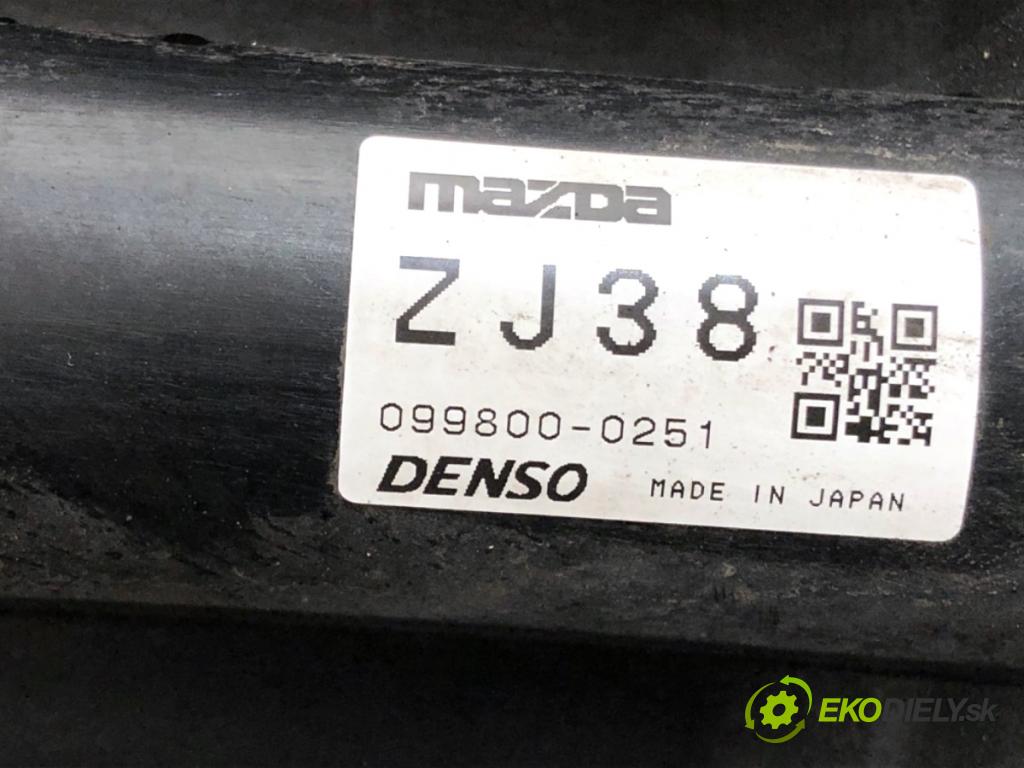 mazda
ZJ38
099800-0251
DENSO MADE IN JAPAN
EKODIELY.sk